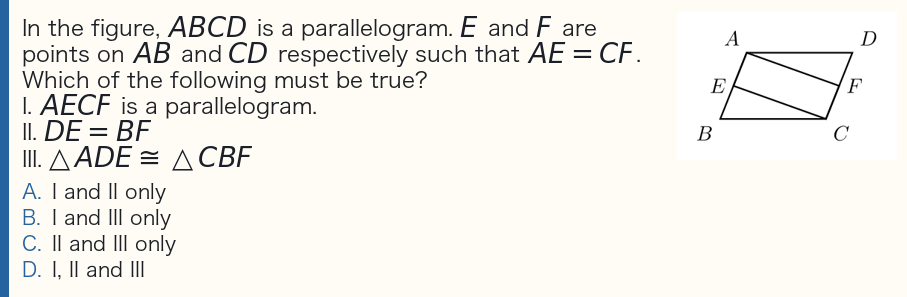 In the figure, ABCD is a parallelogram. E and F are
points on AB and CD respectively such that AE = CF.
Which of the following must be true?
I. AECF is a parallelogram.
II. DE = BF
III. △ADE ≅ △CBF
A. I and II only
B. I and III only
C. II and III only
D. I, II and III
A
D
E
F
B
C